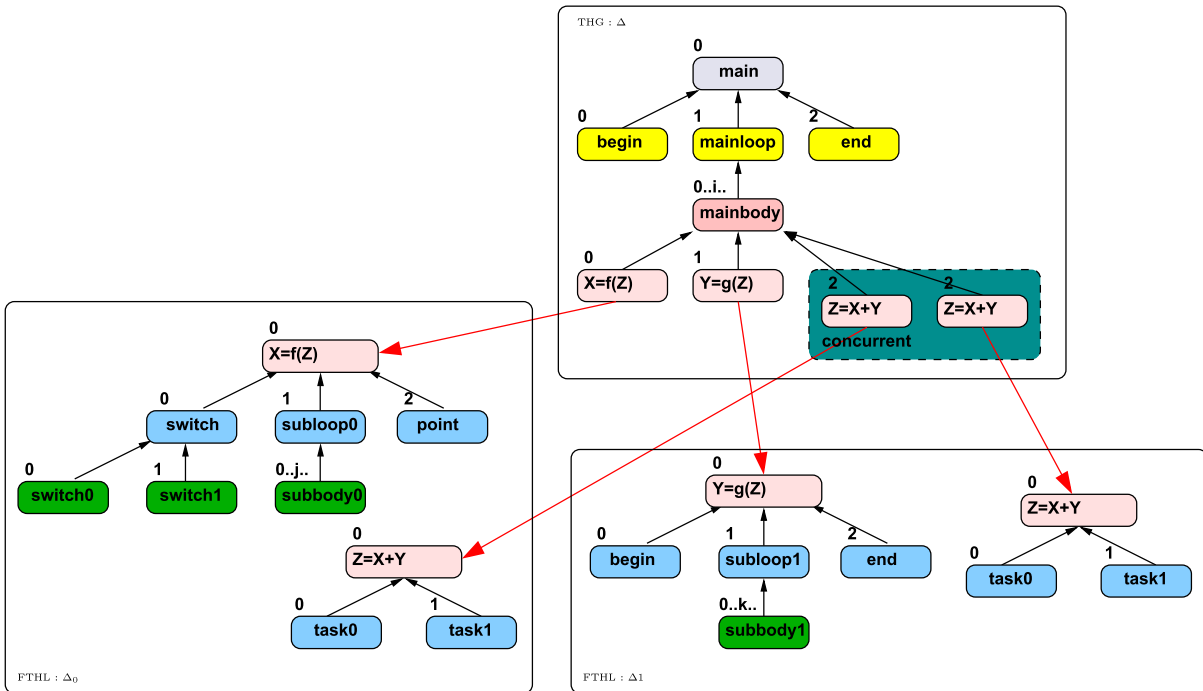 THG : Δ
0
main
0
1
2
begin
mainloop
end
0..i..
mainbody
0
1
X=f(Z)
Y=g(Z)
2
2
Z=X+Y
Z=X+Y
concurrent
0
X=f(Z)
0
1
2
switch
subloop0
point
0
1
0..j..
switch0
switch1
subbody0
0
Z=X+Y
0
1
task0
task1
FTHL : Δ₀
0
Y=g(Z)
0
1
2
begin
subloop1
end
0..k..
subbody1
0
Z=X+Y
0
1
task0
task1
FTHL : Δ1